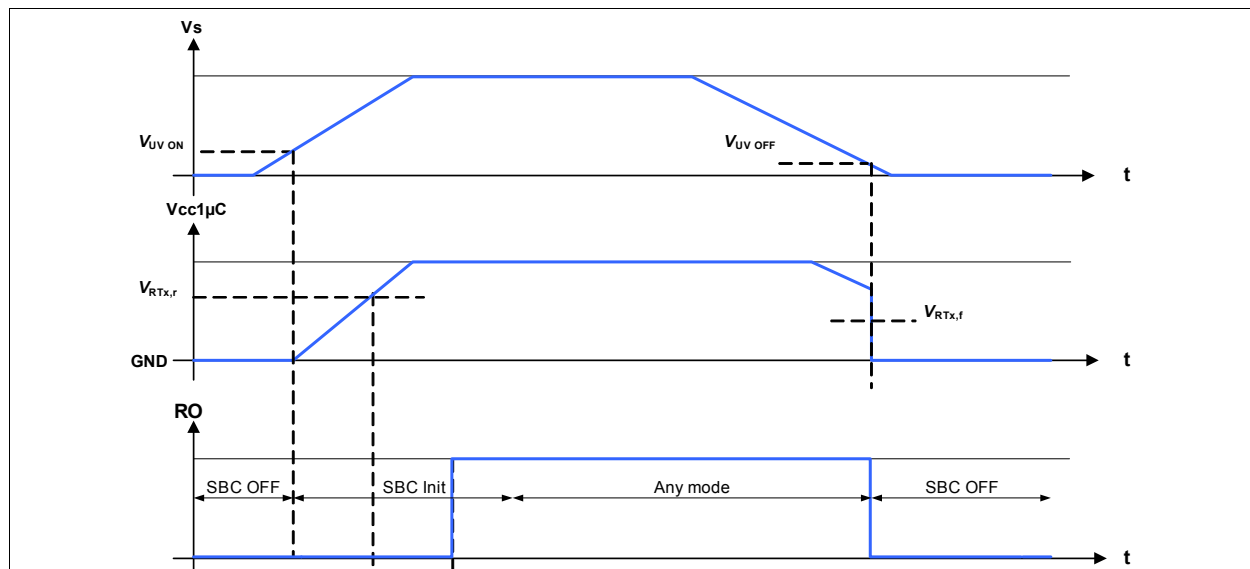 Vs
VUV ON
VUV OFF
t
Vcc1µC
VRTx,r
VRTx,f
GND
t
RO
SBC OFF
SBC Init
Any mode
SBC OFF
t